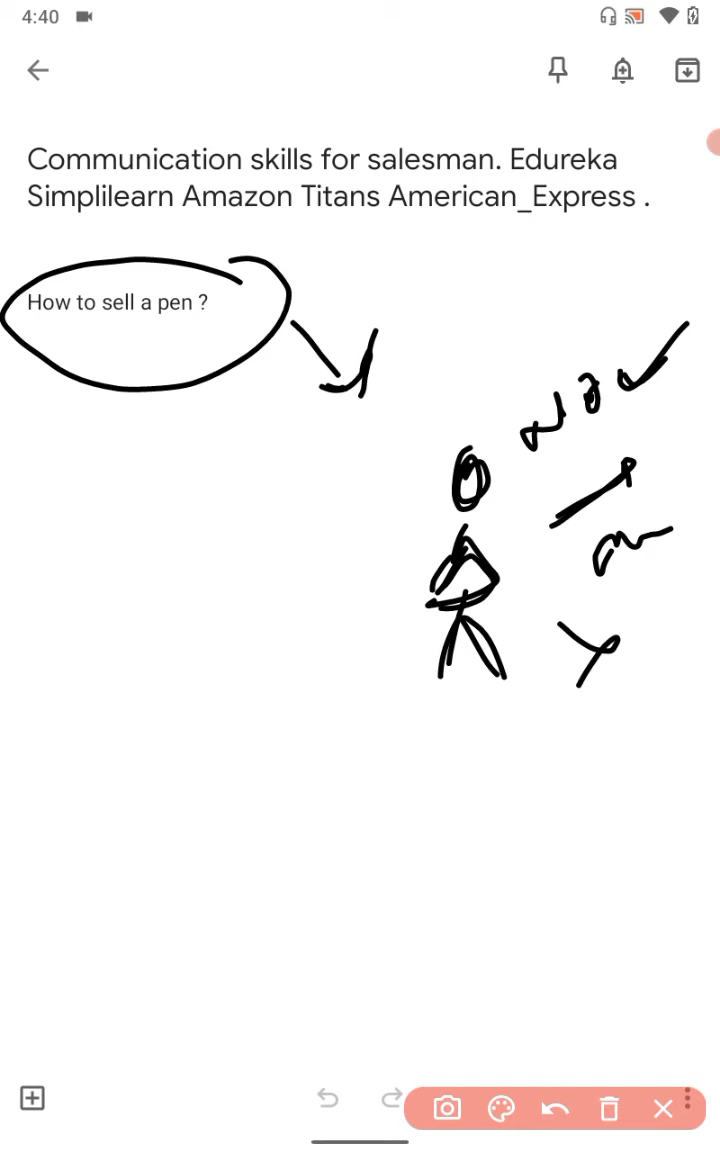 4:40
Communication skills for salesman. Edureka
Simplilearn Amazon Titans American_Express .
How to sell a pen ?